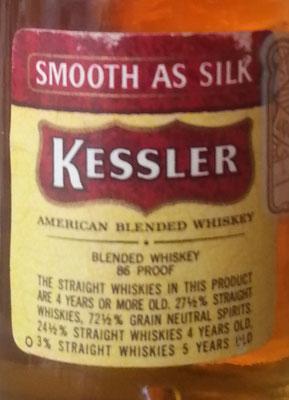 SMOOTH AS SILK
KESSLER
AMERICAN BLENDED WHISKEY
BLENDED WHISKEY
86 PROOF
THE STRAIGHT WHISKIES IN THIS PRODUCT
ARE 4 YEARS OR MORE OLD. 27½% STRAIGHT
WHISKIES, 72½% GRAIN NEUTRAL SPIRITS.
24½% STRAIGHT WHISKIES 4 YEARS OLD,
3% STRAIGHT WHISKIES 5 YEARS OLD